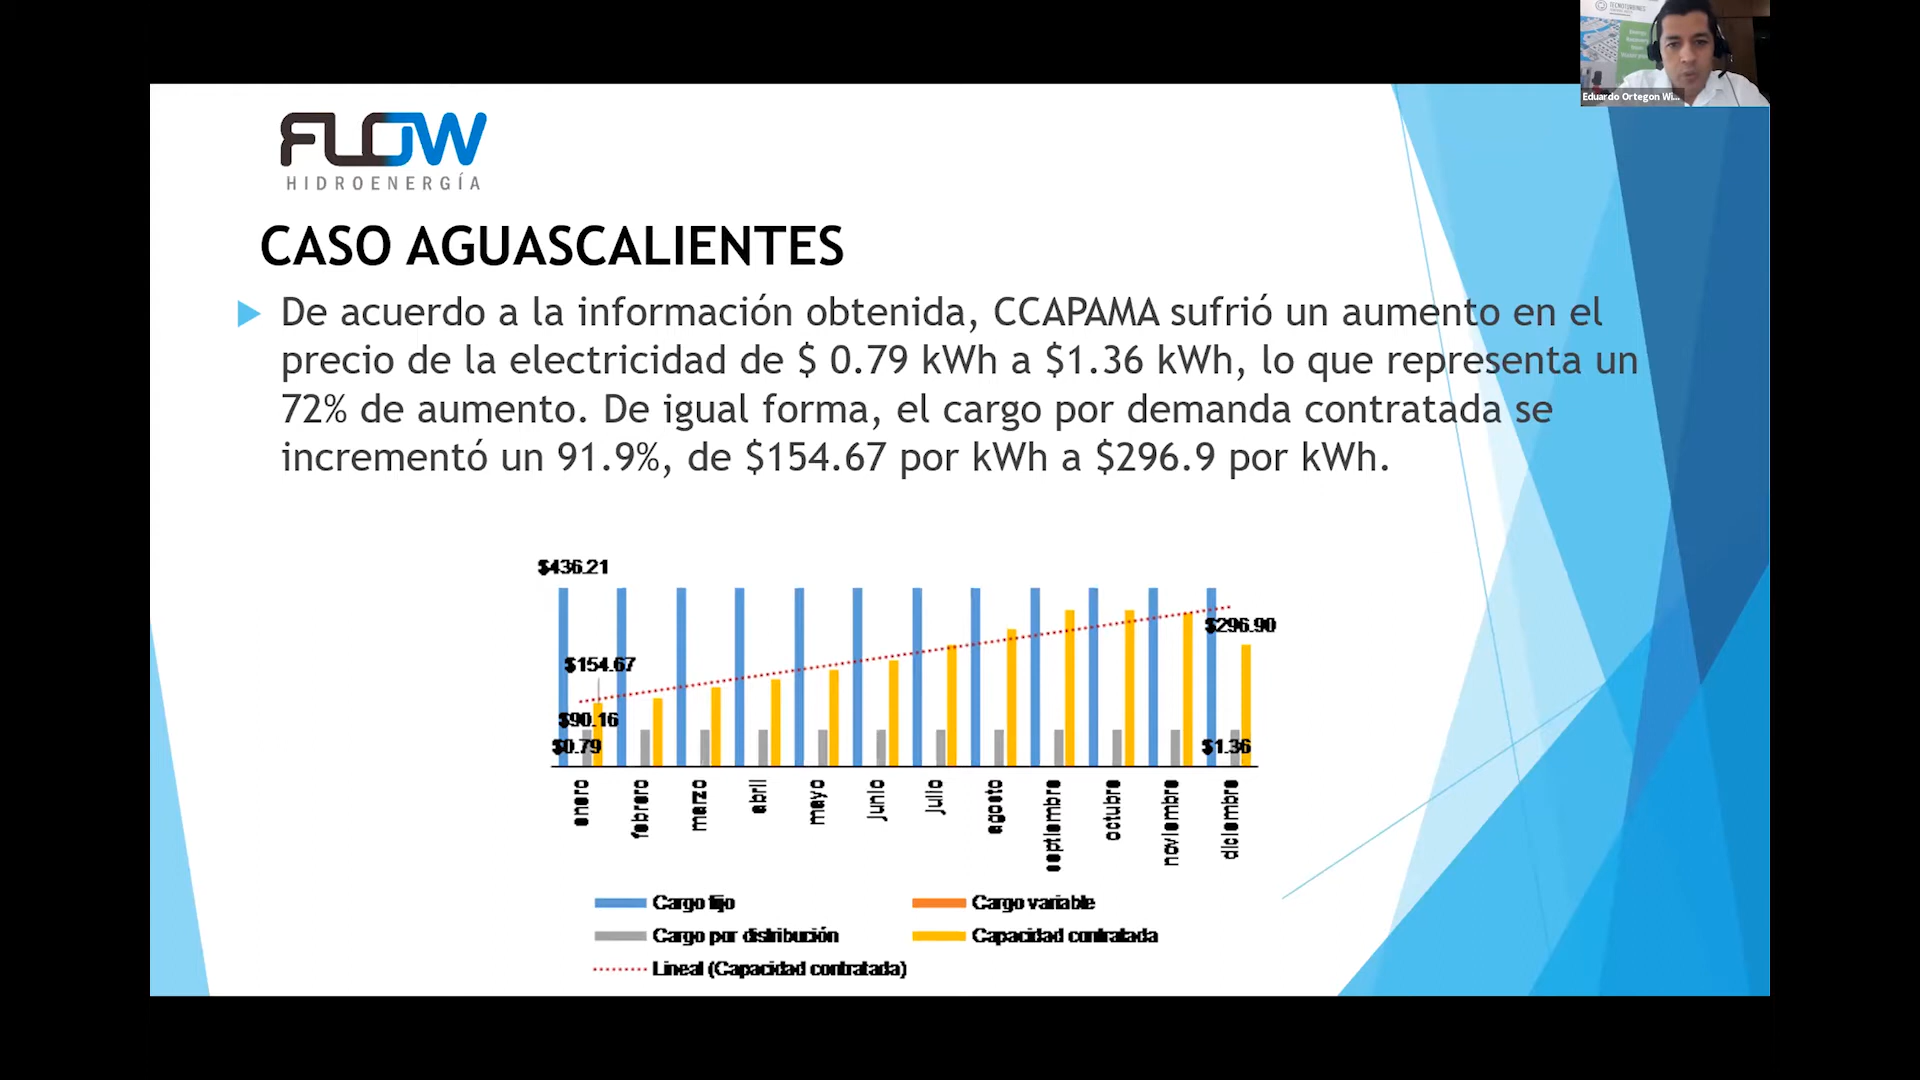 TECNOTURBINES
Eduardo Ortegon Wi...
FLOW
HIDROENERGÍA
CASO AGUASCALIENTES
De acuerdo a la información obtenida, CCAPAMA sufrió un aumento en el
precio de la electricidad de $ 0.79 kWh a $1.36 kWh, lo que representa un
72% de aumento. De igual forma, el cargo por demanda contratada se
incrementó un 91.9%, de $154.67 por kWh a $296.9 por kWh.
$436.21
$296.90
$154.67
$90.16
$0.79
$1.36
enero
febrero
marzo
abril
mayo
junio
julio
agosto
septiembre
octubre
noviembre
diciembre
Cargo fijo
Cargo variable
Cargo por distribución
Capacidad contratada
Lineal (Capacidad contratada)